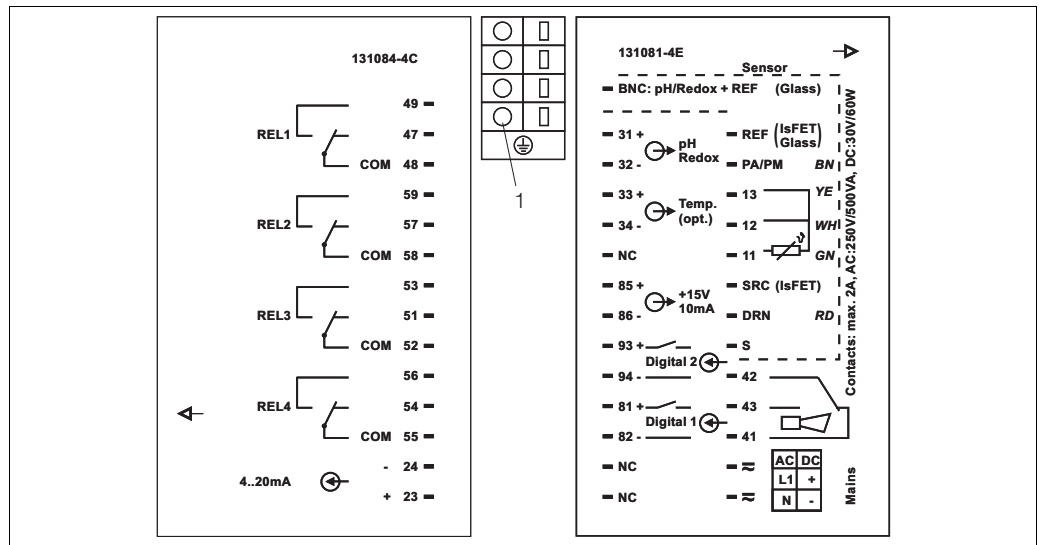 131084-4C
49
REL1
47
COM 48
59
REL2
57
COM 58
53
REL3
51
COM 52
56
REL4
54
COM 55
- 24
4..20mA
+ 23
1
131081-4E
Sensor
BNC: pH/Redox + REF (Glass)
31 + REF (IsFET Glass)
pH Redox
32 - PA/PM BN
33 + 13 YE
Temp. (opt.)
34 - 12 WH
NC 11 GN
85 + SRC (IsFET)
+15V 10mA
86 - DRN RD
93 + S
Digital 2
94 - 42
81 + 43
Digital 1
82 - 41
NC AC DC
L1 +
NC N -
Mains
Contacts: max. 2A, AC:250V/500VA, DC:30V/60W